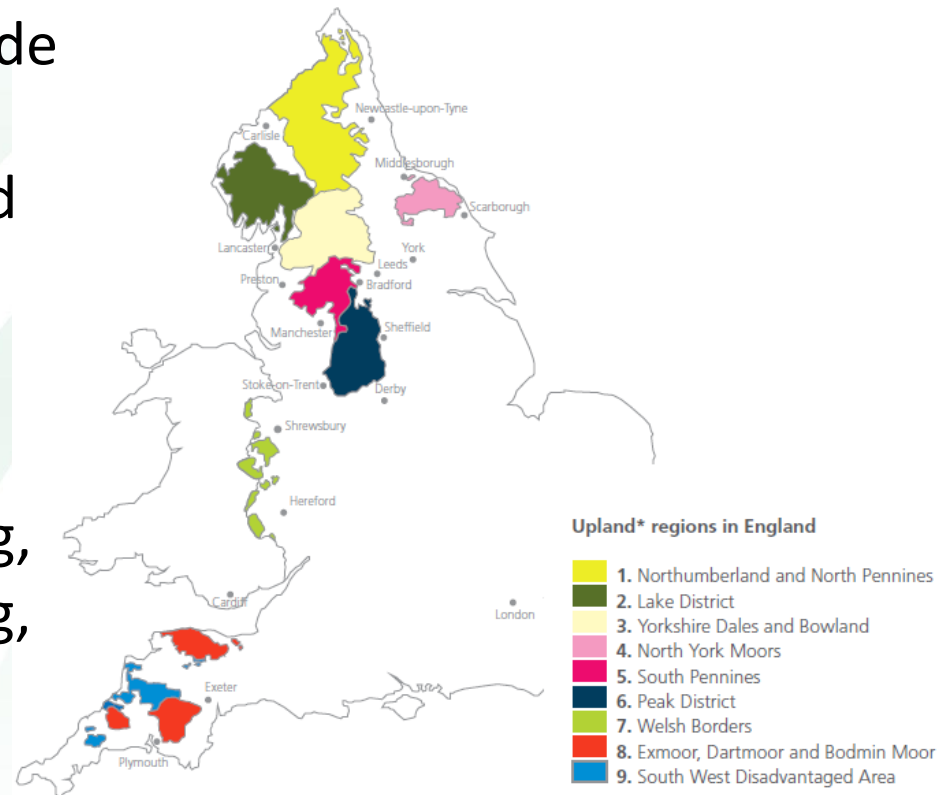 de
d
g,
g,
Newcastle-upon-Tyne
Carlisle
Middlesborough
Scarborough
Lancaster
York
Leeds
Preston
Bradford
Manchester
Sheffield
Stoke-on-Trent
Derby
Shrewsbury
Hereford
Cardiff
London
Exeter
Plymouth
Upland* regions in England
1. Northumberland and North Pennines
2. Lake District
3. Yorkshire Dales and Bowland
4. North York Moors
5. South Pennines
6. Peak District
7. Welsh Borders
8. Exmoor, Dartmoor and Bodmin Moor
9. South West Disadvantaged Area